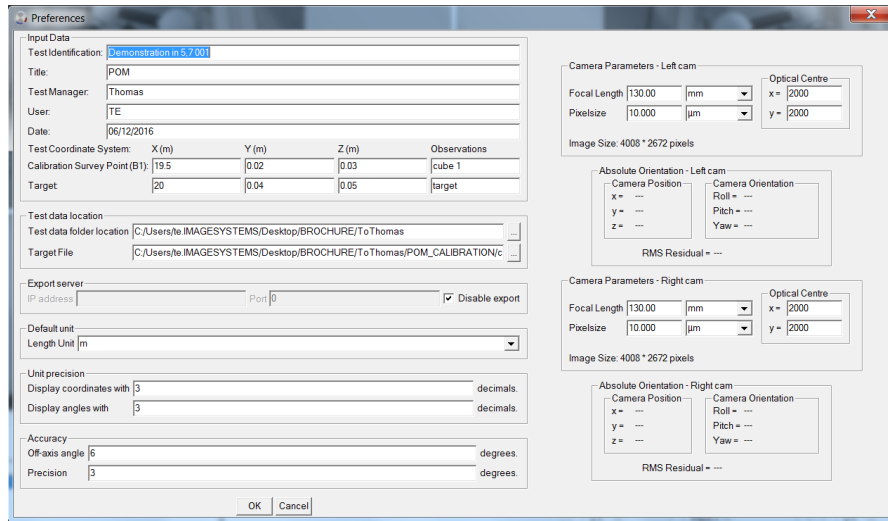 Preferences
Input Data
Test Identification: Demonstration in 5,7 001
Title: POM
Test Manager: Thomas
User: TE
Date: 06/12/2016
Test Coordinate System: X (m) Y (m) Z (m) Observations
Calibration Survey Point (B1): 19.5 0.02 0.03 cube 1
Target: 20 0.04 0.05 target
Test data location
Test data folder location C:/Users/te.IMAGESYSTEMS/Desktop/BROCHURE/ToThomas ...
Target File C:/Users/te.IMAGESYSTEMS/Desktop/BROCHURE/ToThomas/POM_CALIBRATION/c ...
Export server
IP address Port 0 Disable export
Default unit
Length Unit m
Unit precision
Display coordinates with 3 decimals.
Display angles with 3 decimals.
Accuracy
Off-axis angle 6 degrees.
Precision 3 degrees.
OK Cancel
Camera Parameters - Left cam
Optical Centre
Focal Length 130.00 mm x = 2000
Pixelsize 10.000 µm y = 2000
Image Size: 4008 * 2672 pixels
Absolute Orientation - Left cam
Camera Position Camera Orientation
x = --- Roll = ---
y = --- Pitch = ---
z = --- Yaw = ---
RMS Residual = ---
Camera Parameters - Right cam
Optical Centre
Focal Length 130.00 mm x = 2000
Pixelsize 10.000 µm y = 2000
Image Size: 4008 * 2672 pixels
Absolute Orientation - Right cam
Camera Position Camera Orientation
x = --- Roll = ---
y = --- Pitch = ---
z = --- Yaw = ---
RMS Residual = ---